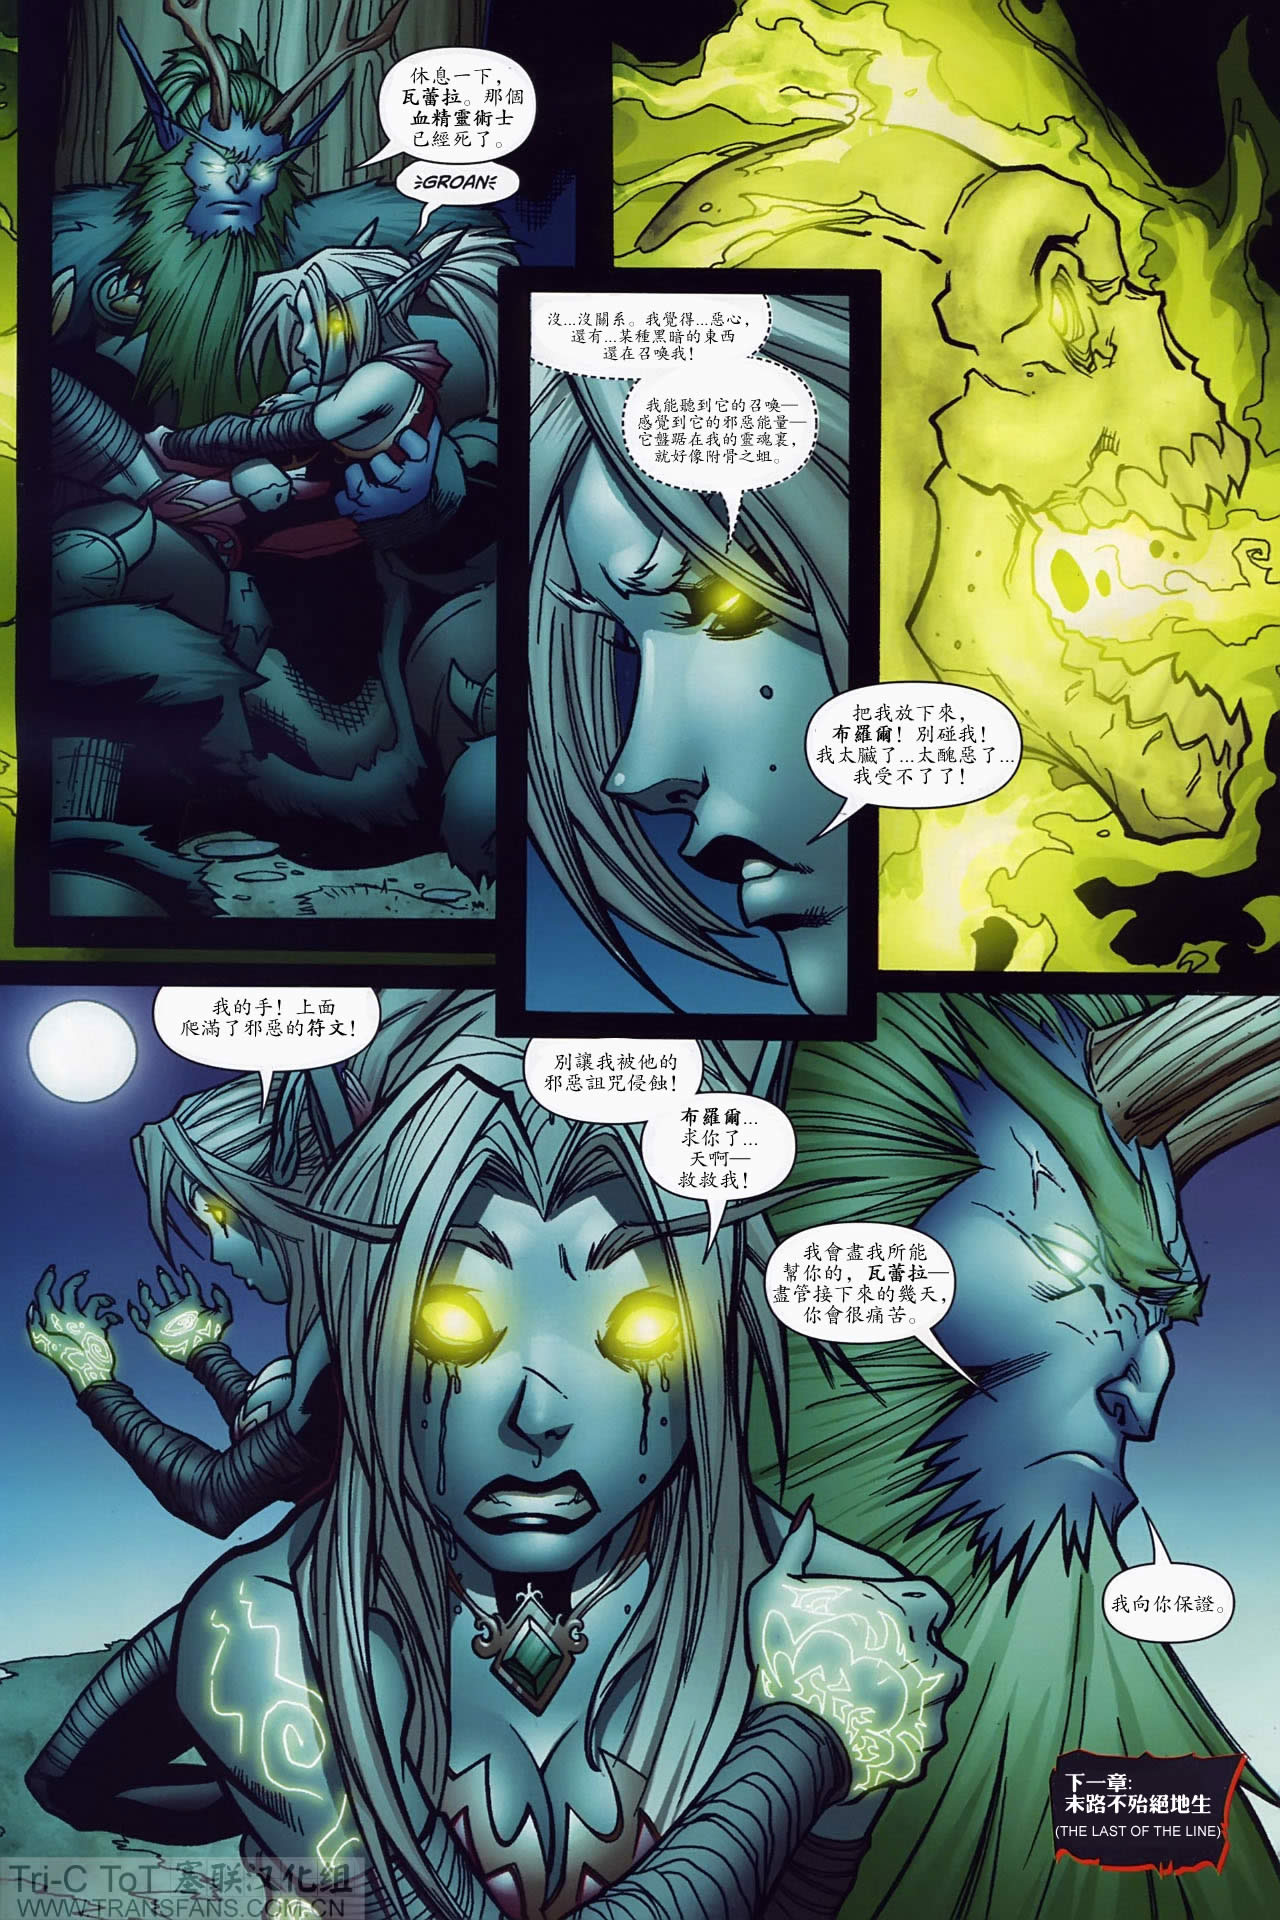 休息一下，
瓦蕾拉。那個
血精靈術士
已經死了。
GROAN
沒...沒關系。我覺得...惡心，
還有...某種黑暗的東西
還在召喚我！
我能聽到它的召喚—
感覺到它的邪惡能量—
它盤踞在我的靈魂裏，
就好像附骨之蛆。
把我放下來，
布羅爾！別碰我！
我太臟了...太醜惡了...
我受不了了！
我的手！上面
爬滿了邪惡的符文！
別讓我被他的
邪惡詛咒侵蝕！
布羅爾...
求你了...
天啊—
救救我！
我會盡我所能
幫你的，瓦蕾拉—
盡管接下來的幾天，
你會很痛苦。
我向你保證。
下一章:
末路不殆絕地生
(THE LAST OF THE LINE)
Tri-C ToT 塞联汉化组
WWW.TRANSFANS.COM.CN